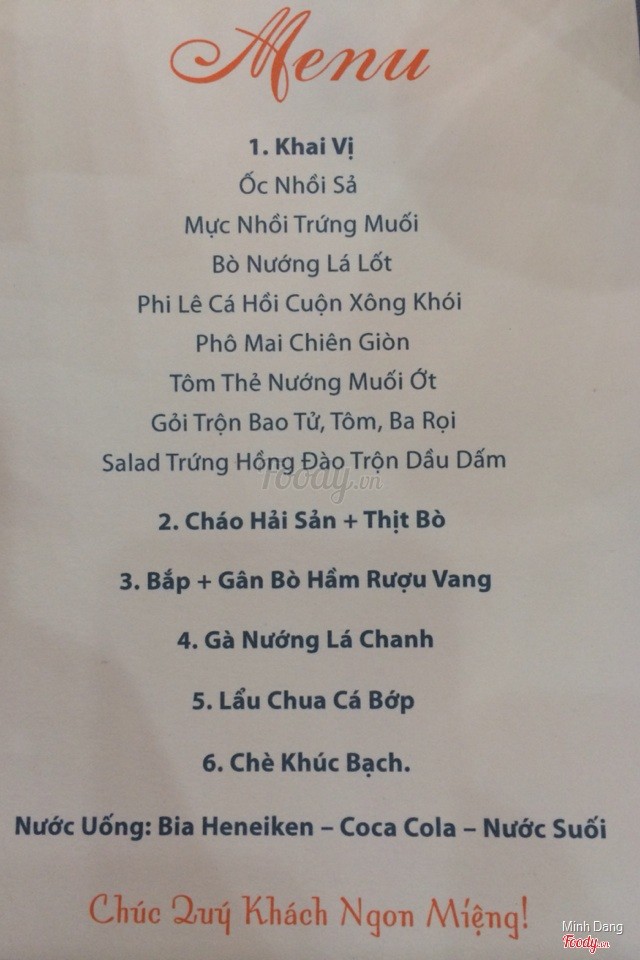 Menu
1. Khai Vị
Ốc Nhồi Sả
Mực Nhồi Trứng Muối
Bò Nướng Lá Lốt
Phi Lê Cá Hồi Cuộn Xông Khói
Phô Mai Chiên Giòn
Tôm Thẻ Nướng Muối Ớt
Gỏi Trộn Bao Tử, Tôm, Ba Rọi
Salad Trứng Hồng Đào Trộn Dầu Dấm
foody.vn
2. Cháo Hải Sản + Thịt Bò
3. Bắp + Gân Bò Hầm Rượu Vang
4. Gà Nướng Lá Chanh
5. Lẩu Chua Cá Bớp
6. Chè Khúc Bạch.
Nước Uống: Bia Heneiken – Coca Cola – Nước Suối
Chúc Quý Khách Ngon Miệng!
Minh Dang
Foody.vn